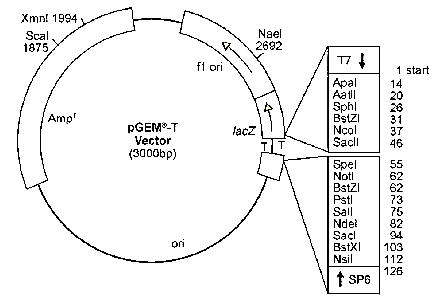 XmnI 1994
ScaI
1875
NaeI
2692
f1 ori
Ampʳ
pGEM®-T
Vector
(3000bp)
lacZ
T T
ori
T7 ↓
1 start
ApaI 14
AatII 20
SphI 26
BstZI 31
NcoI 37
SacII 46
SpeI 55
NotI 62
BstZI 62
PstI 73
SalI 75
NdeI 82
SacI 94
BstXI 103
NsiI 112
↑ SP6 126